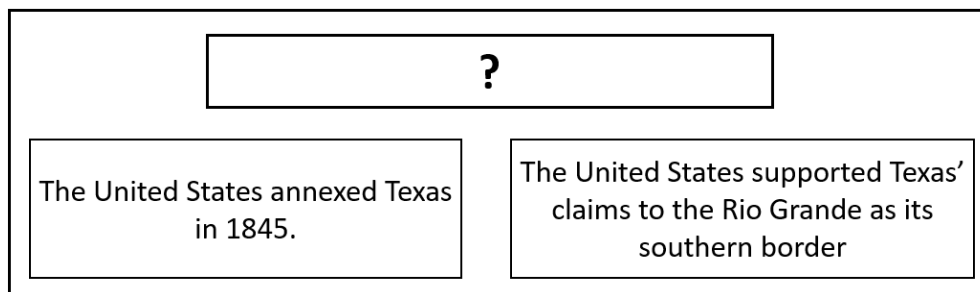 ?
The United States annexed Texas
in 1845.
The United States supported Texas’
claims to the Rio Grande as its
southern border